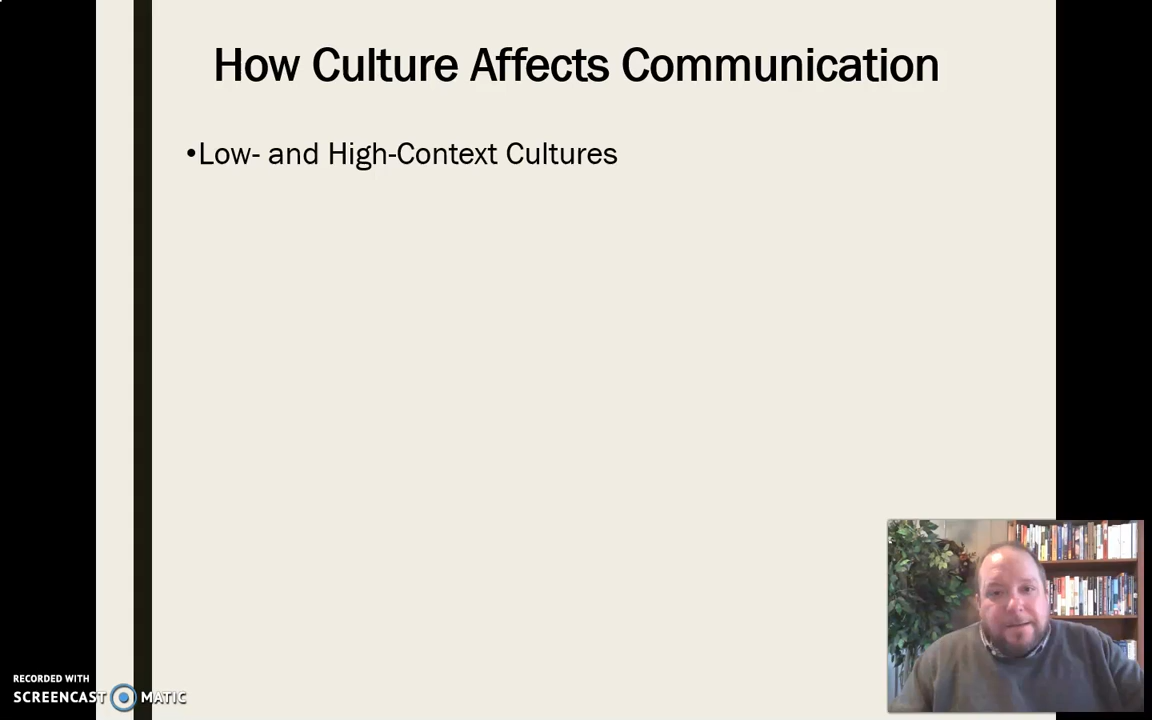 How Culture Affects Communication
•Low- and High-Context Cultures
RECORDED WITH
SCREENCAST MATIC